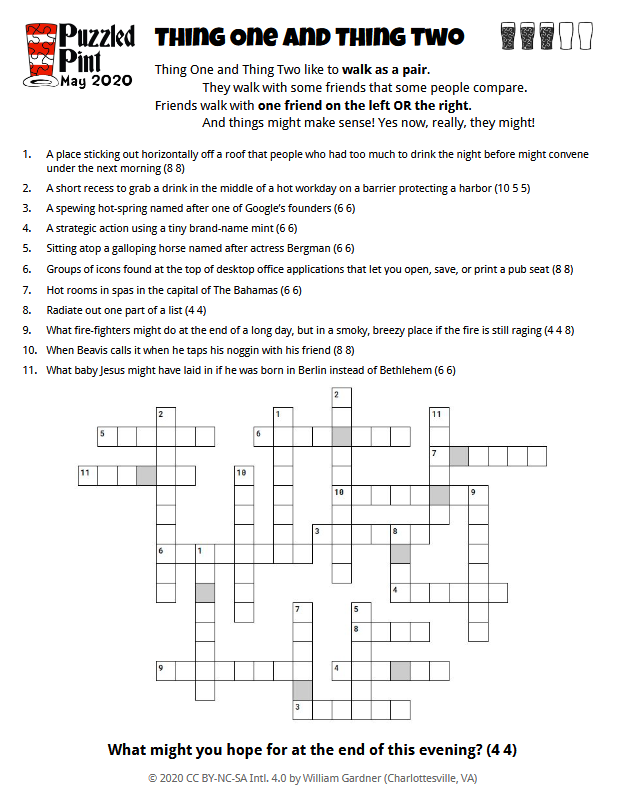 Puzzled
Pint
May 2020
THING ONE AND THING TWO
Thing One and Thing Two like to walk as a pair.
They walk with some friends that some people compare.
Friends walk with one friend on the left OR the right.
And things might make sense! Yes now, really, they might!
1. A place sticking out horizontally off a roof that people who had too much to drink the night before might convene
under the next morning (8 8)
2. A short recess to grab a drink in the middle of a hot workday on a barrier protecting a harbor (10 5 5)
3. A spewing hot-spring named after one of Google's founders (6 6)
4. A strategic action using a tiny brand-name mint (6 6)
5. Sitting atop a galloping horse named after actress Bergman (6 6)
6. Groups of icons found at the top of desktop office applications that let you open, save, or print a pub seat (8 8)
7. Hot rooms in spas in the capital of The Bahamas (6 6)
8. Radiate out one part of a list (4 4)
9. What fire-fighters might do at the end of a long day, but in a smoky, breezy place if the fire is still raging (4 4 8)
10. When Beavis calls it when he taps his noggin with his friend (8 8)
11. What baby Jesus might have laid in if he was born in Berlin instead of Bethlehem (6 6)
2
2 1 11
5 6
7
11 10
10 9
3 8
6 1
4
7 5
8
9 4
3
What might you hope for at the end of this evening? (4 4)
© 2020 CC BY-NC-SA Intl. 4.0 by William Gardner (Charlottesville, VA)